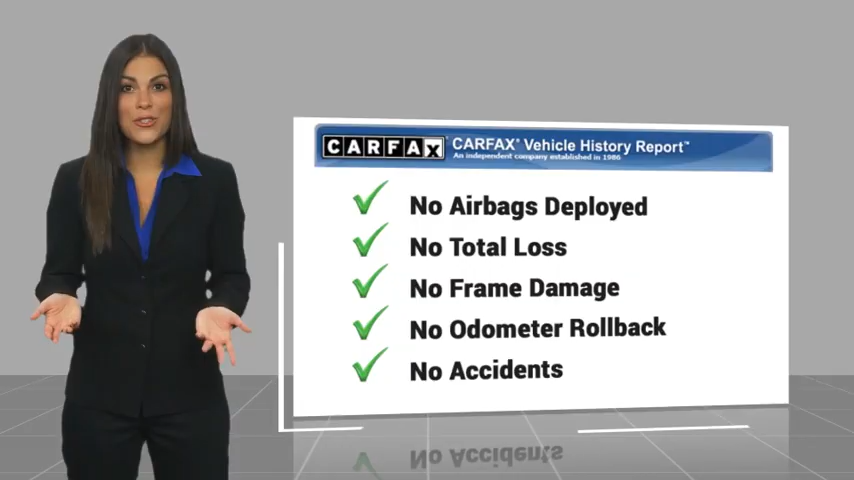 CARFAX
CARFAX® Vehicle History Report™
An independent company established in 1986
No Airbags Deployed
No Total Loss
No Frame Damage
No Odometer Rollback
No Accidents
No Accidents